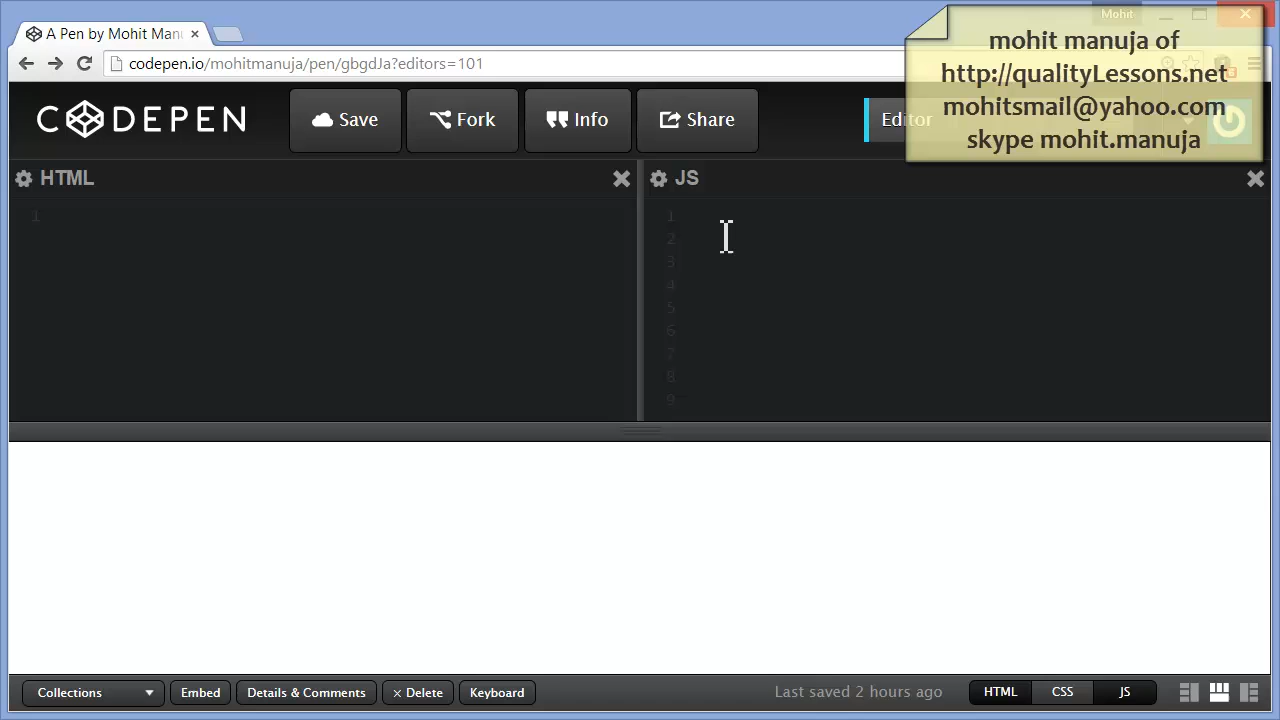 Mohit
A Pen by Mohit Manu
codepen.io/mohitmanuja/pen/gbgdJa?editors=101
mohit manuja of
http://qualityLessons.net
mohitsmail@yahoo.com
skype mohit.manuja
CODEPEN
Save
Fork
Info
Share
Editor
HTML
JS
1
1
2
3
4
5
6
7
8
9
Collections
Embed
Details & Comments
× Delete
Keyboard
Last saved 2 hours ago
HTML
CSS
JS